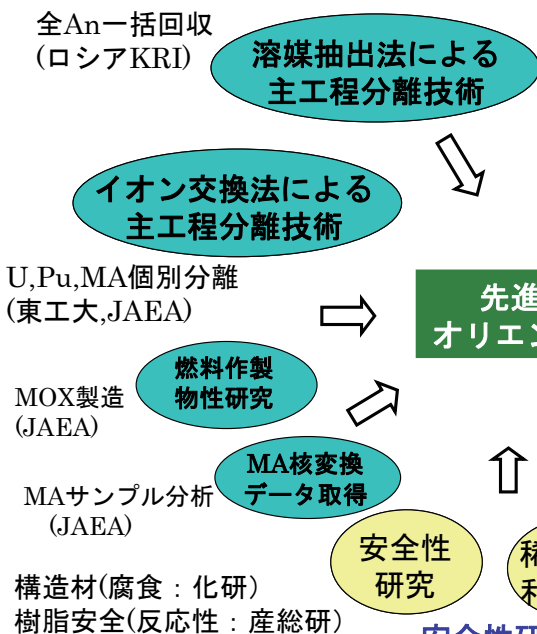 全An一括回収
(ロシアKRI)
溶媒抽出法による
主工程分離技術
イオン交換法による
主工程分離技術
U,Pu,MA個別分離
(東工大,JAEA)
先進
オリエン
燃料作製
物性研究
MOX製造
(JAEA)
MA核変換
データ取得
MAサンプル分析
(JAEA)
安全性
研究
稀
構造材(腐食：化研）
樹脂安全(反応性：産総研）
安全性研